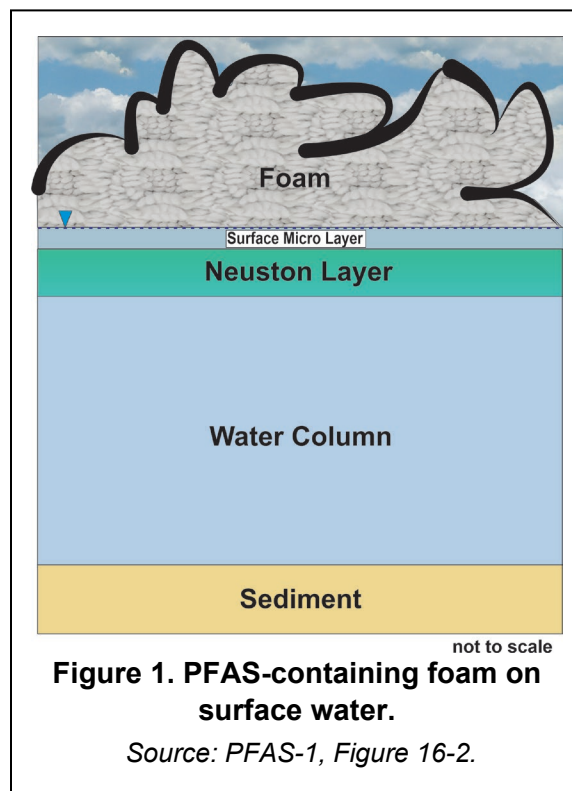 Foam
Surface Micro Layer
Neuston Layer
Water Column
Sediment
not to scale
Figure 1. PFAS-containing foam on
surface water.
Source: PFAS-1, Figure 16-2.